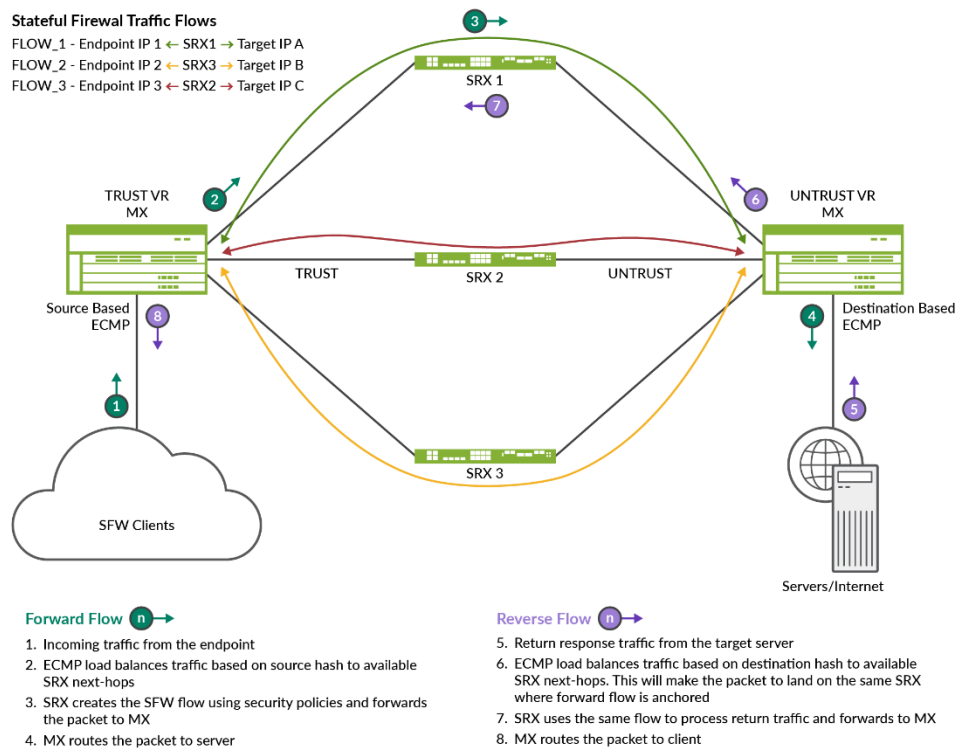 Stateful Firewal Traffic Flows
FLOW_1 - Endpoint IP 1 ← SRX1 → Target IP A
FLOW_2 - Endpoint IP 2 ← SRX3 → Target IP B
FLOW_3 - Endpoint IP 3 ← SRX2 → Target IP C
3
SRX 1
7
TRUST VR
MX
2
6
UNTRUST VR
MX
TRUST
SRX 2
UNTRUST
Source Based
ECMP
8
4
Destination Based
ECMP
1
5
SRX 3
SFW Clients
Servers/Internet
Forward Flow n
1. Incoming traffic from the endpoint
2. ECMP load balances traffic based on source hash to available
SRX next-hops
3. SRX creates the SFW flow using security policies and forwards
the packet to MX
4. MX routes the packet to server
Reverse Flow n
5. Return response traffic from the target server
6. ECMP load balances traffic based on destination hash to available
SRX next-hops. This will make the packet to land on the same SRX
where forward flow is anchored
7. SRX uses the same flow to process return traffic and forwards to MX
8. MX routes the packet to client